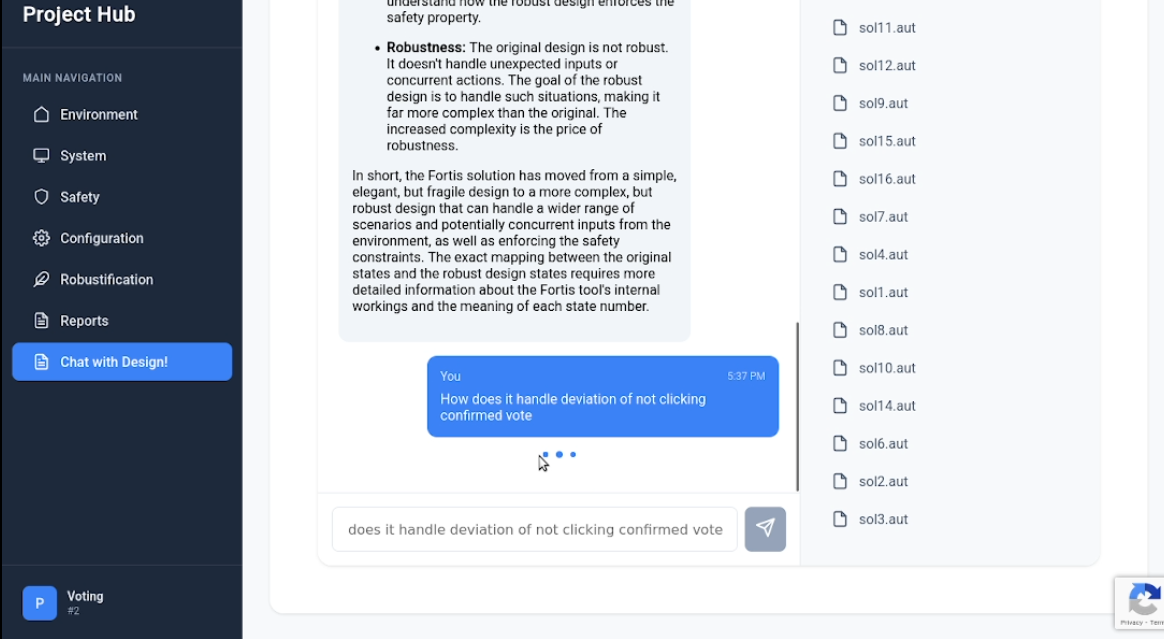 Project Hub
MAIN NAVIGATION
Environment
System
Safety
Configuration
Robustification
Reports
Chat with Design!
P
Voting
#2
understand how the robust design enforces the
safety property.
• Robustness: The original design is not robust.
It doesn't handle unexpected inputs or
concurrent actions. The goal of the robust
design is to handle such situations, making it
far more complex than the original. The
increased complexity is the price of
robustness.
In short, the Fortis solution has moved from a simple,
elegant, but fragile design to a more complex, but
robust design that can handle a wider range of
scenarios and potentially concurrent inputs from the
environment, as well as enforcing the safety
constraints. The exact mapping between the original
states and the robust design states requires more
detailed information about the Fortis tool's internal
workings and the meaning of each state number.
You
5:37 PM
How does it handle deviation of not clicking
confirmed vote
does it handle deviation of not clicking confirmed vote
sol11.aut
sol12.aut
sol9.aut
sol15.aut
sol16.aut
sol7.aut
sol4.aut
sol1.aut
sol8.aut
sol10.aut
sol14.aut
sol6.aut
sol2.aut
sol3.aut
Privacy - Term